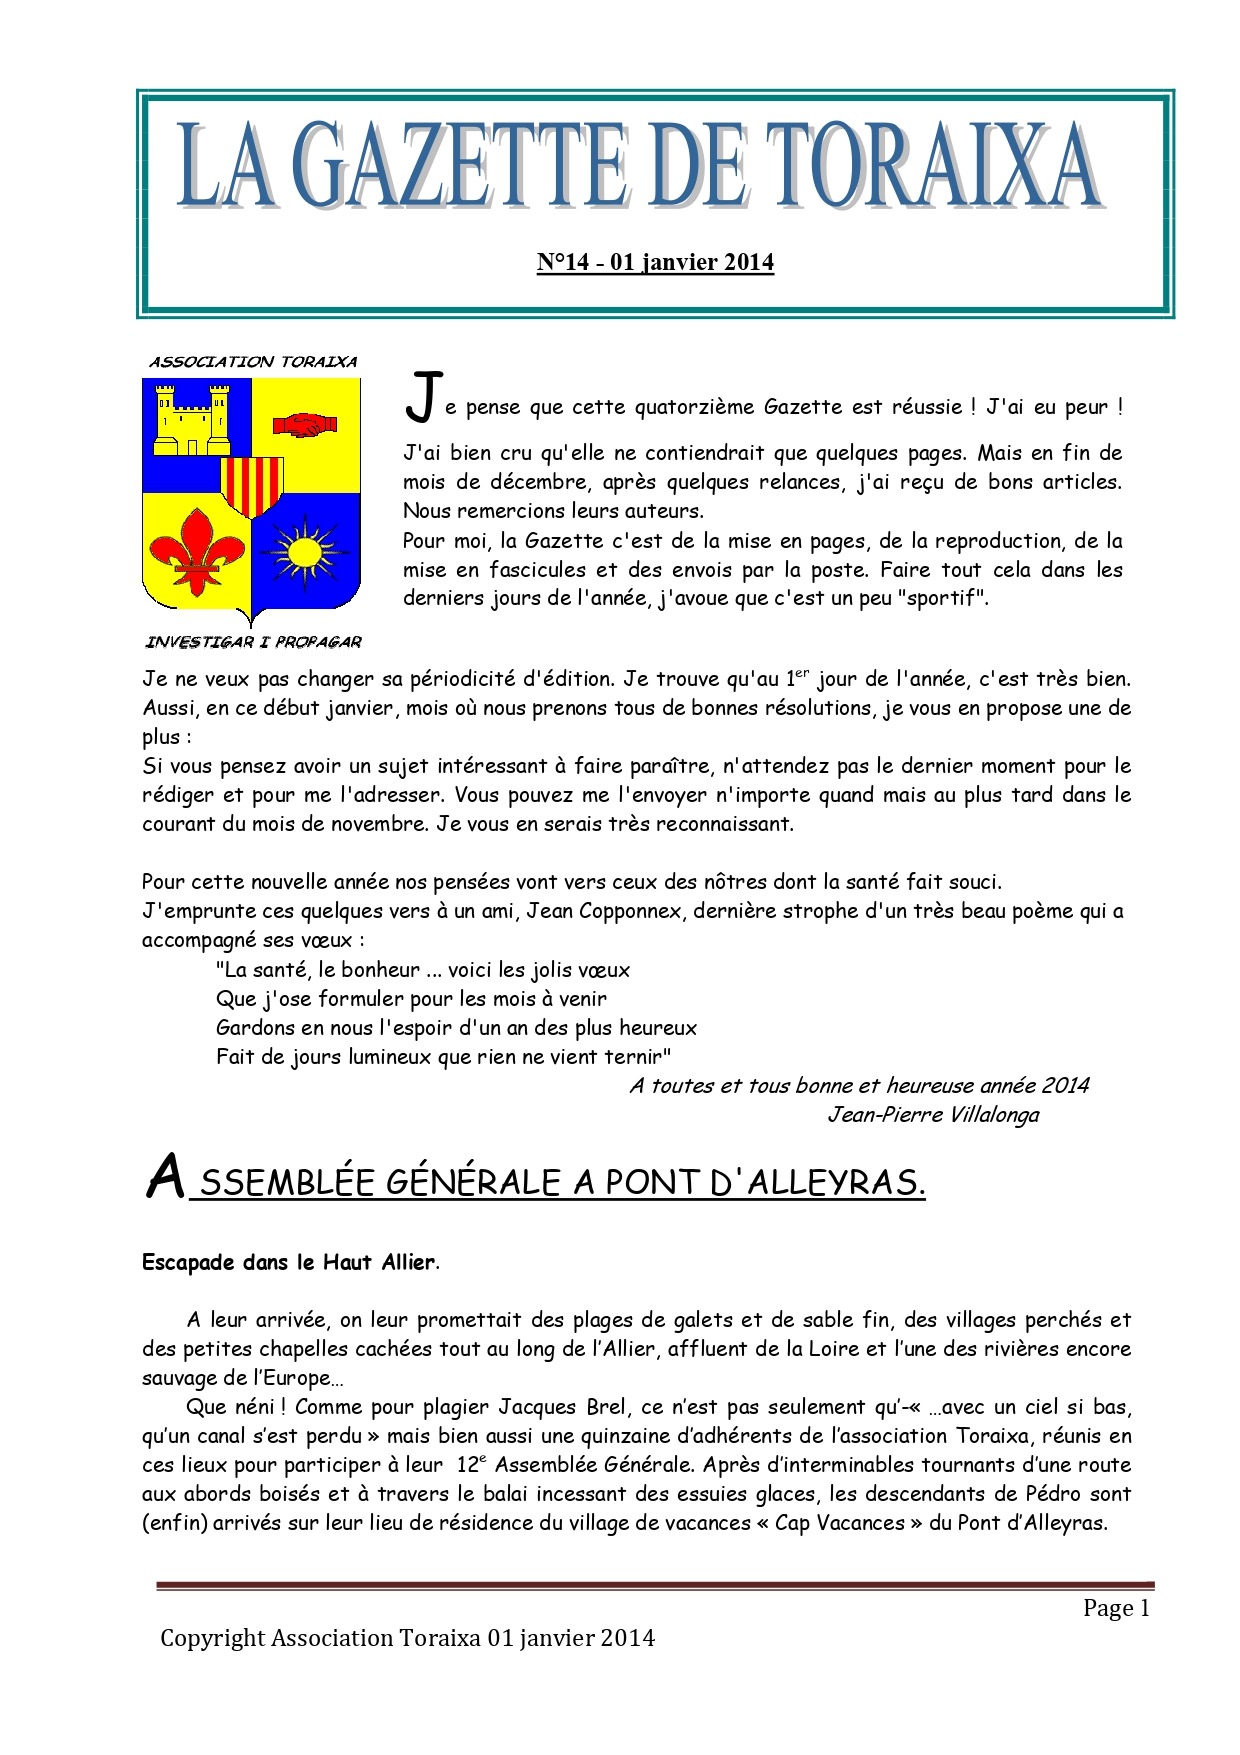 LA GAZETTE DE TORAIXA
N°14 - 01 janvier 2014
ASSOCIATION TORAIXA
INVESTIGAR I PROPAGAR
Je pense que cette quatorzième Gazette est réussie ! J'ai eu peur !
J'ai bien cru qu'elle ne contiendrait que quelques pages. Mais en fin de
mois de décembre, après quelques relances, j'ai reçu de bons articles.
Nous remercions leurs auteurs.
Pour moi, la Gazette c'est de la mise en pages, de la reproduction, de la
mise en fascicules et des envois par la poste. Faire tout cela dans les
derniers jours de l'année, j'avoue que c'est un peu "sportif".
Je ne veux pas changer sa périodicité d'édition. Je trouve qu'au 1er jour de l'année, c'est très bien.
Aussi, en ce début janvier, mois où nous prenons tous de bonnes résolutions, je vous en propose une de
plus :
Si vous pensez avoir un sujet intéressant à faire paraître, n'attendez pas le dernier moment pour le
rédiger et pour me l'adresser. Vous pouvez me l'envoyer n'importe quand mais au plus tard dans le
courant du mois de novembre. Je vous en serais très reconnaissant.
Pour cette nouvelle année nos pensées vont vers ceux des nôtres dont la santé fait souci.
J'emprunte ces quelques vers à un ami, Jean Copponnex, dernière strophe d'un très beau poème qui a
accompagné ses vœux :
"La santé, le bonheur ... voici les jolis vœux
Que j'ose formuler pour les mois à venir
Gardons en nous l'espoir d'un an des plus heureux
Fait de jours lumineux que rien ne vient ternir"
A toutes et tous bonne et heureuse année 2014
Jean-Pierre Villalonga
A SSEMBLÉE GÉNÉRALE A PONT D'ALLEYRAS.
Escapade dans le Haut Allier.
A leur arrivée, on leur promettait des plages de galets et de sable fin, des villages perchés et
des petites chapelles cachées tout au long de l’Allier, affluent de la Loire et l’une des rivières encore
sauvage de l’Europe…
Que néni ! Comme pour plagier Jacques Brel, ce n’est pas seulement qu’-« …avec un ciel si bas,
qu’un canal s’est perdu » mais bien aussi une quinzaine d’adhérents de l’association Toraixa, réunis en
ces lieux pour participer à leur 12e Assemblée Générale. Après d’interminables tournants d’une route
aux abords boisés et à travers le balai incessant des essuies glaces, les descendants de Pédro sont
(enfin) arrivés sur leur lieu de résidence du village de vacances « Cap Vacances » du Pont d’Alleyras.
Page 1
Copyright Association Toraixa 01 janvier 2014